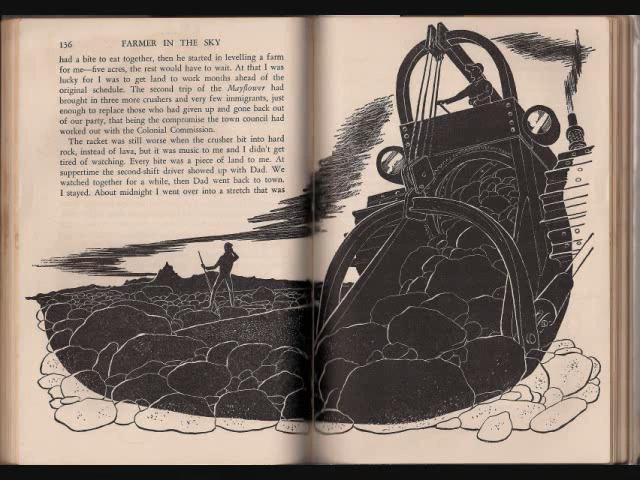 136 FARMER IN THE SKY
had a bite to eat together, then he started in levelling a farm
for me—five acres, the rest would have to wait. At that I was
lucky for I was to get land to work months ahead of the
original schedule. The second trip of the Mayflower had
brought in three more crushers and very few immigrants, just
enough to replace those who had given up and gone back out
of our party, that being the compromise the town council had
worked out with the Colonial Commission.
The racket was still worse when the crusher bit into hard
rock, instead of lava, but it was music to me and I didn't get
tired of watching. Every bite was a piece of land to me. At
suppertime the second-shift driver showed up with Dad. We
watched together for a while, then Dad went back to town.
I stayed. About midnight I went over into a stretch that was